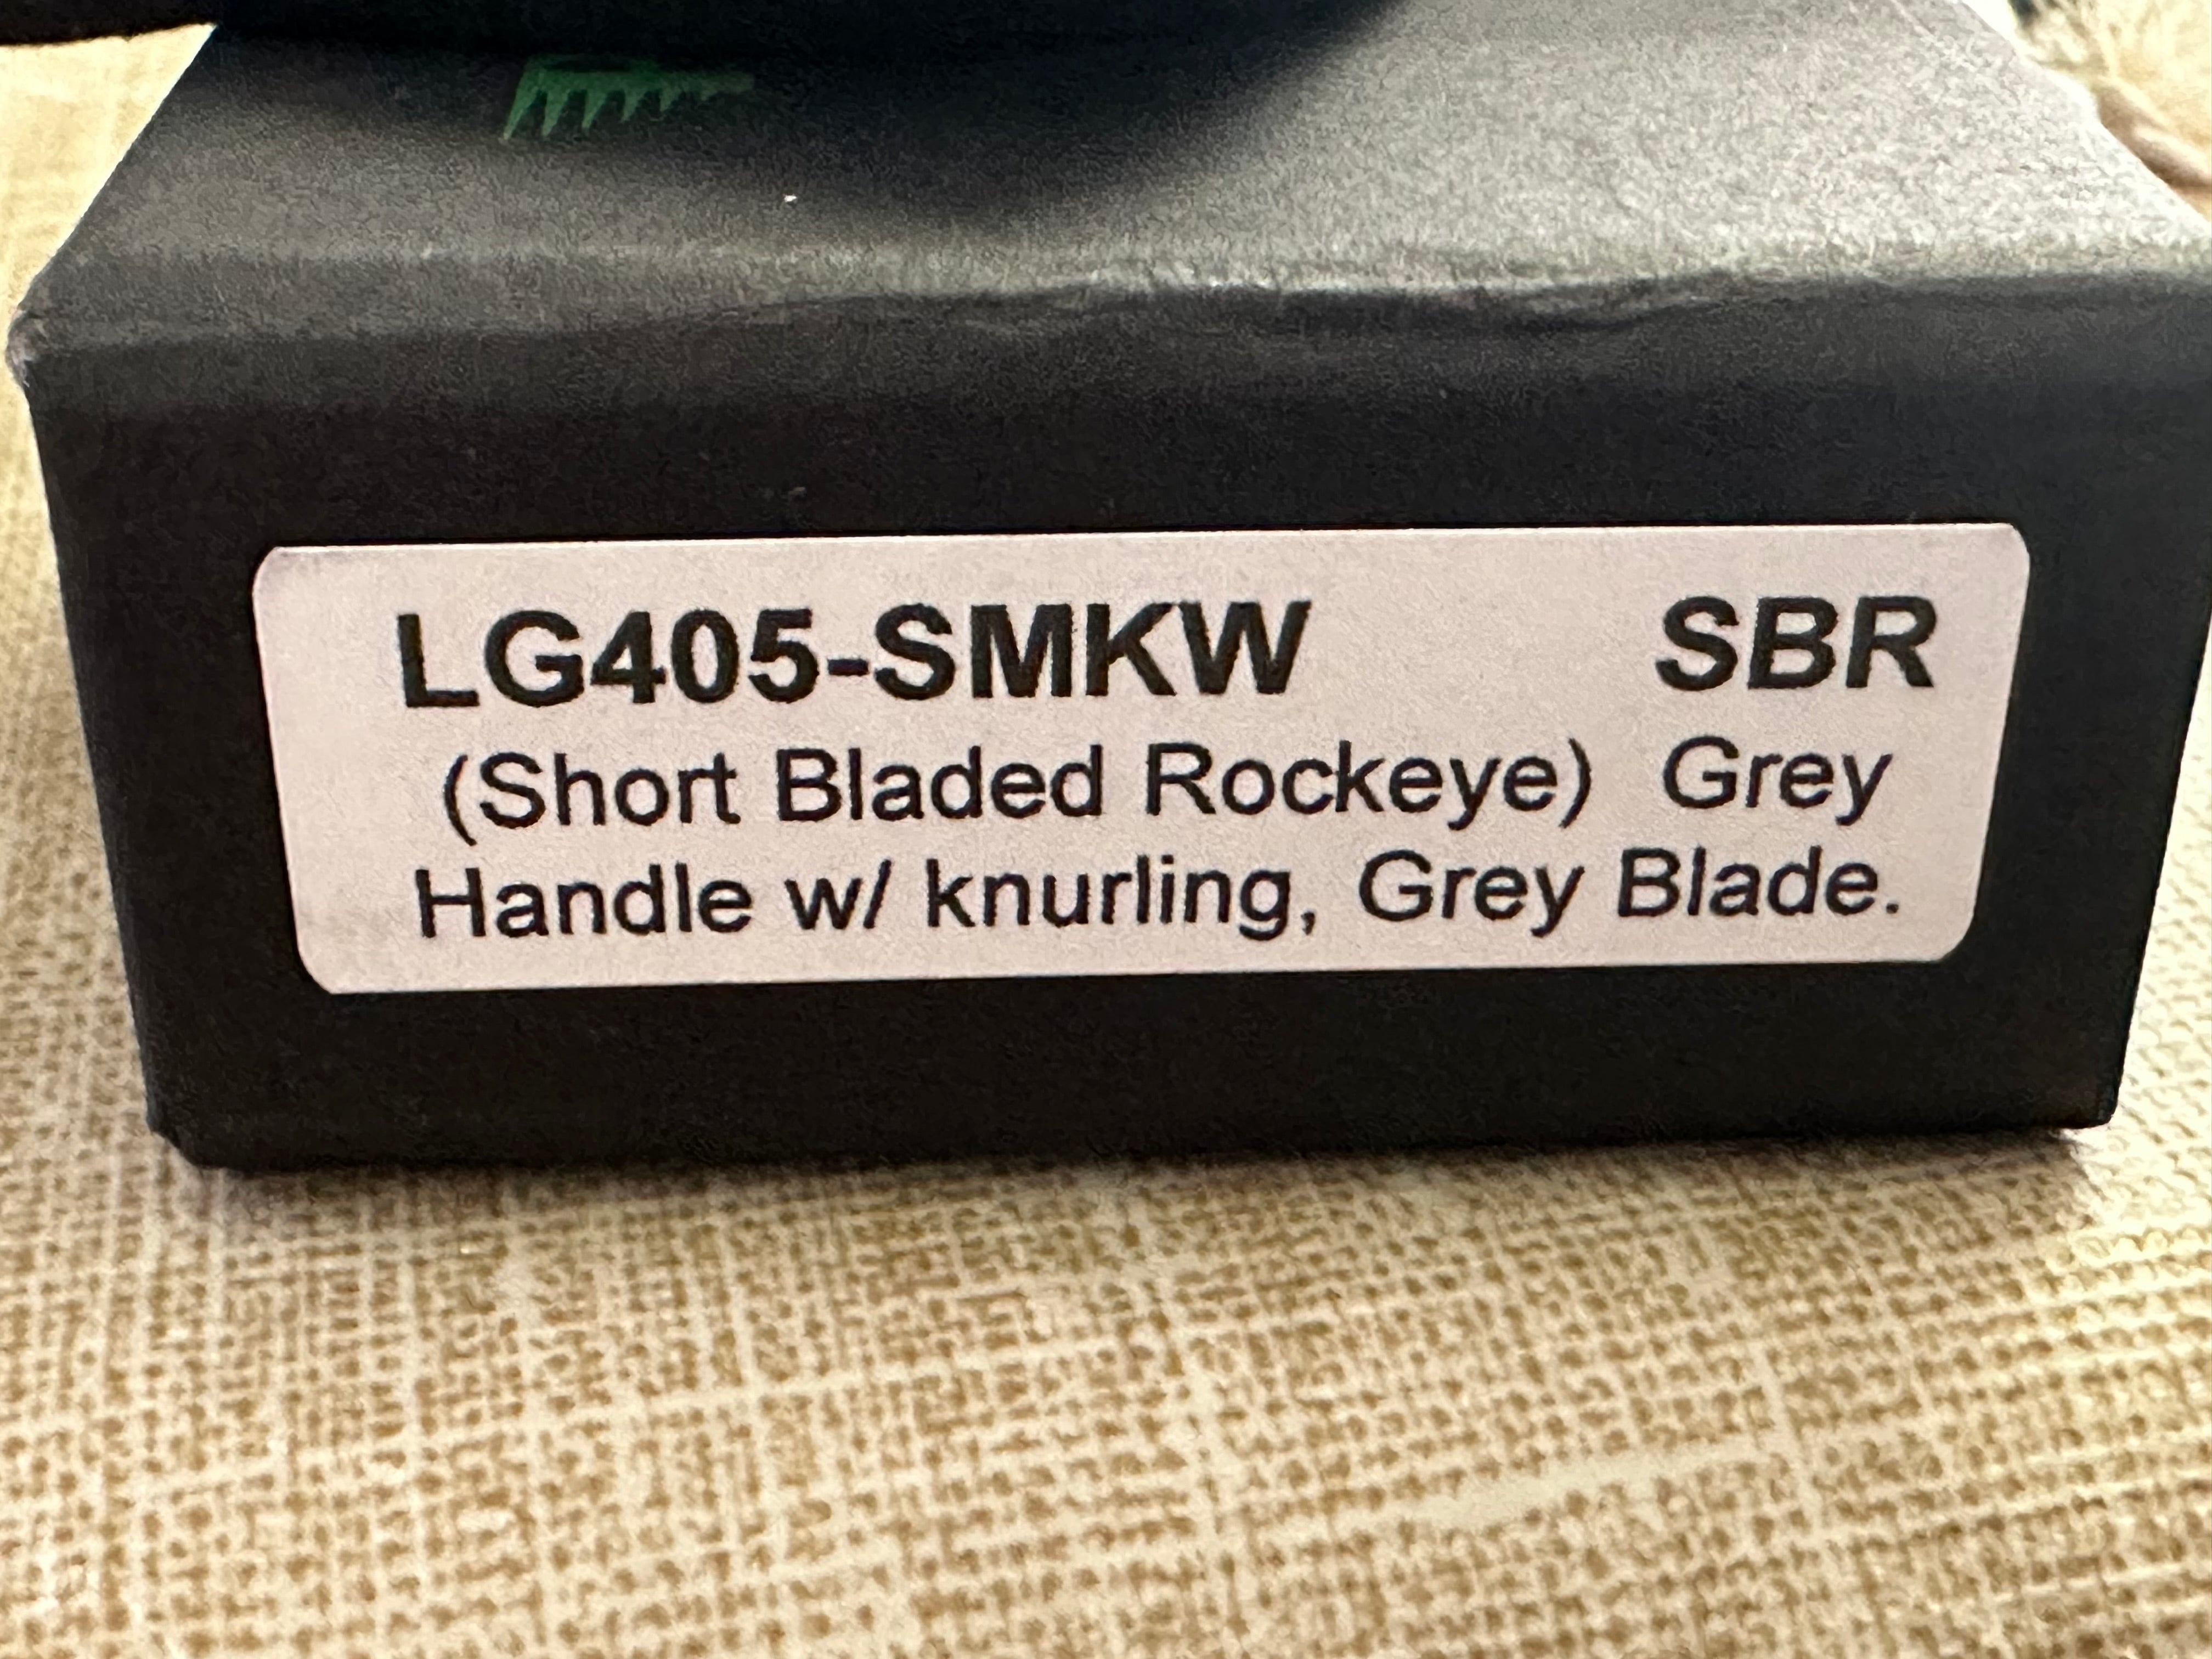 LG405-SMKW SBR
(Short Bladed Rockeye) Grey
Handle w/ knurling, Grey Blade.